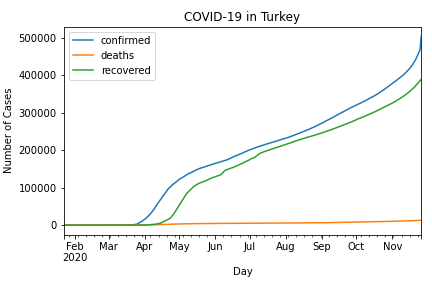 COVID-19 in Turkey
confirmed
deaths
recovered
Number of Cases
500000
400000
300000
200000
100000
0
Feb Mar Apr May Jun Jul Aug Sep Oct Nov
2020
Day